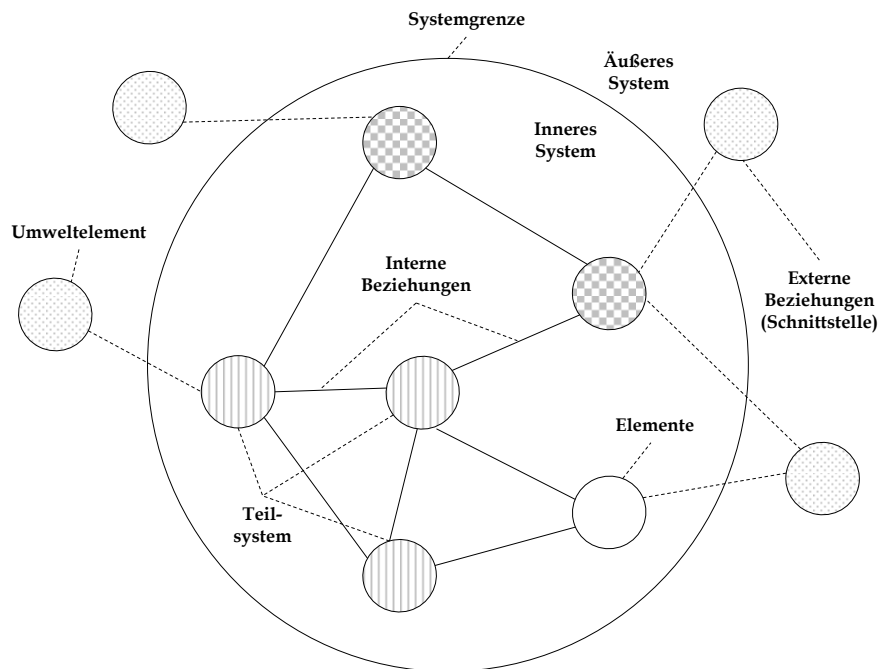 Systemgrenze
Äußeres
System
Inneres
System
Umweltelement
Interne
Beziehungen
Externe
Beziehungen
(Schnittstelle)
Elemente
Teil-
system